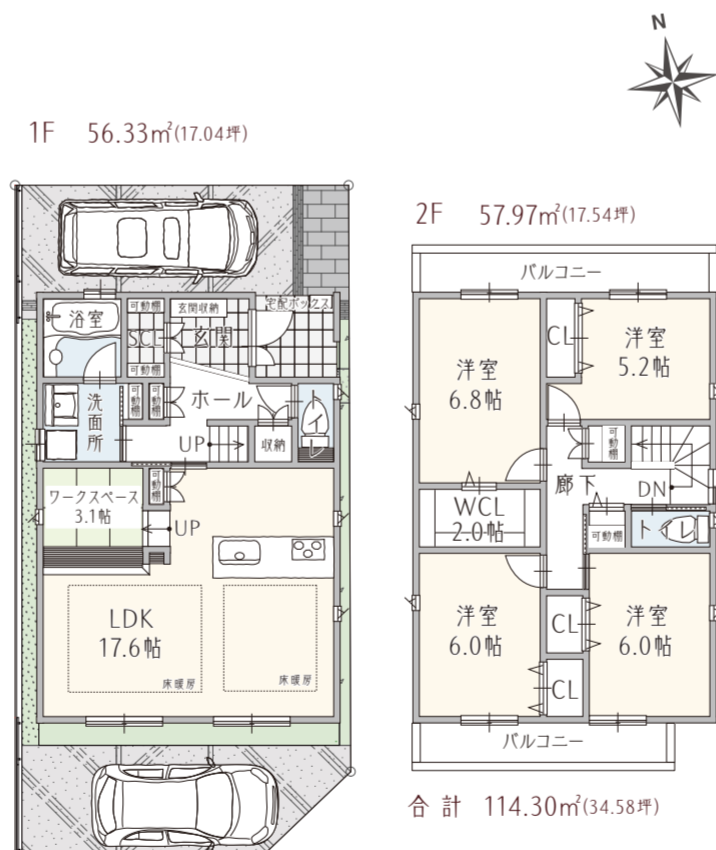 N
1F 56.33㎡(17.04坪)
浴室
可動棚
SCL
可動棚
玄関収納
玄関
宅配ボックス
洗面所
可動棚
可動棚
ホール
トイレ
UP
収納
ワークスペース
3.1帖
可動棚
UP
LDK
17.6帖
床暖房
床暖房
2F 57.97㎡(17.54坪)
バルコニー
洋室
6.8帖
CL
洋室
5.2帖
可動棚
廊下
DN
WCL
2.0帖
可動棚
トイレ
洋室
6.0帖
CL
CL
洋室
6.0帖
バルコニー
合計 114.30㎡(34.58坪)